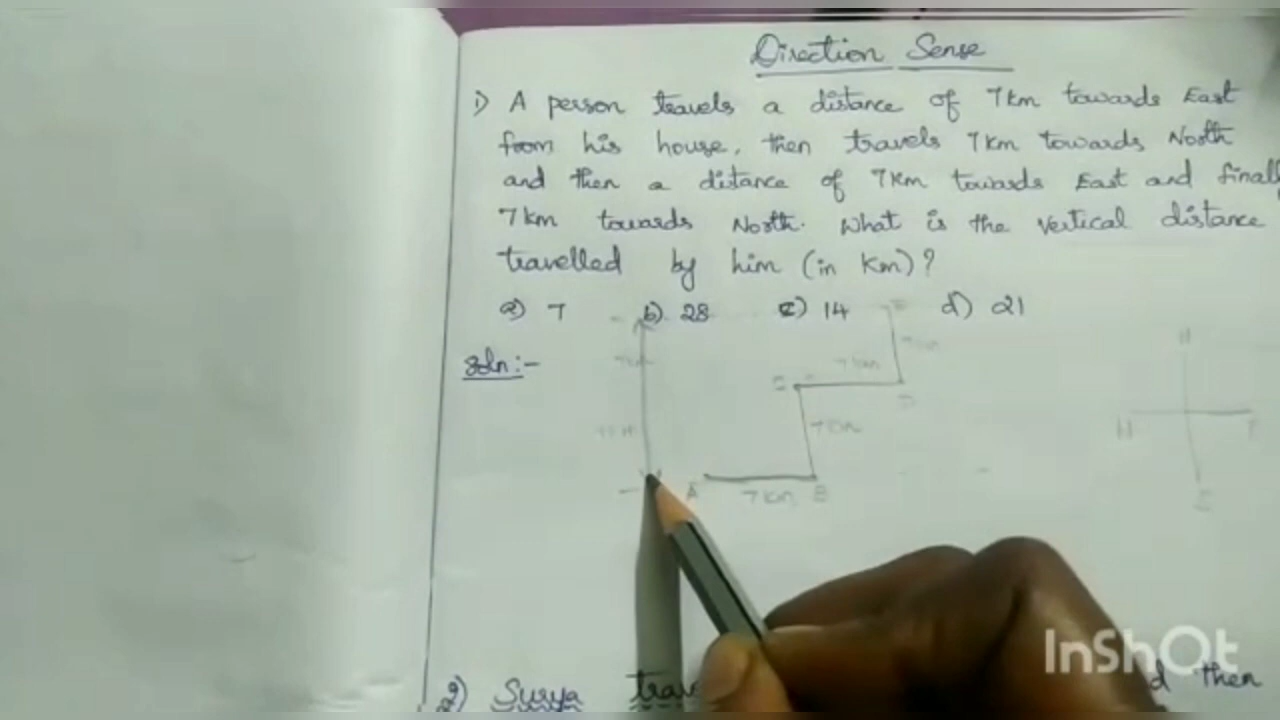 Direction Sense
1) A person travels a distance of 7km towards East
from his house, then travels 7km towards North
and then a distance of 7km towards East and finall
7km towards North. What is the vertical distance
travelled by him (in Km)?
a) 7 b) 28 c) 14 d) 21
Soln:-
7km
7km
C
7km
D
A 7km B
N
E
InShOt
2) Surya then